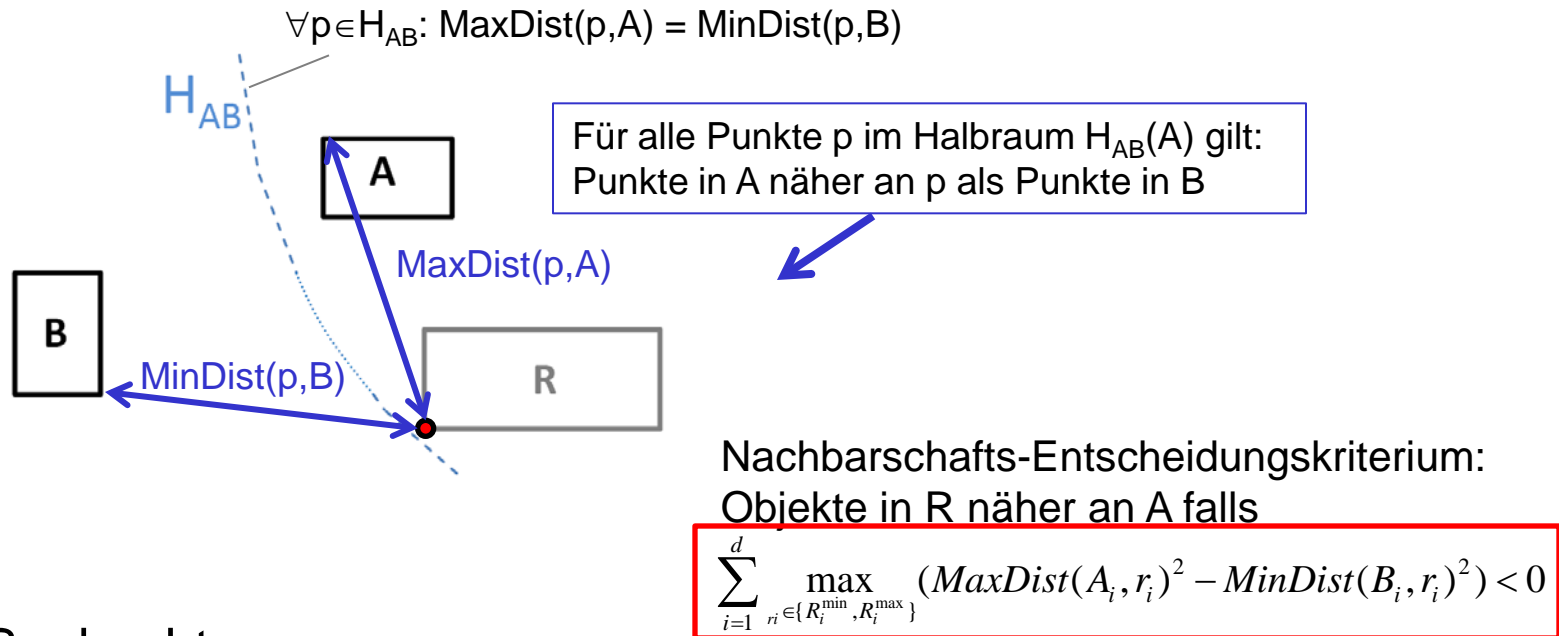 ∀p∈H_AB: MaxDist(p,A) = MinDist(p,B)
H_AB
A
Für alle Punkte p im Halbraum H_AB(A) gilt:
Punkte in A näher an p als Punkte in B
MaxDist(p,A)
B
MinDist(p,B)
R
Nachbarschafts-Entscheidungskriterium:
Objekte in R näher an A falls
\sum_{i=1}^{d} \max_{ri \in \{R_i^{min}, R_i^{max}\}} (MaxDist(A_i, r_i)^2 − MinDist(B_i, r_i)^2) < 0